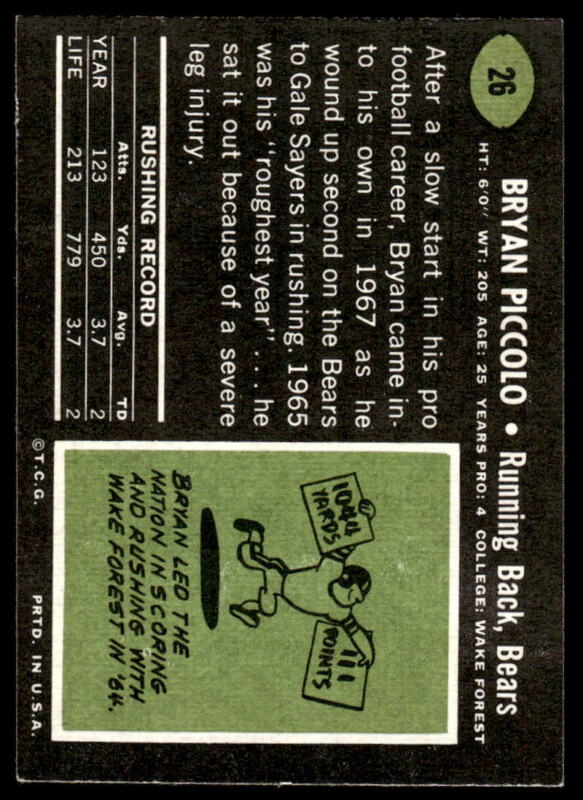 26
BRYAN PICCOLO • Running Back, Bears
HT: 6'0" WT: 205 AGE: 25 YEARS PRO: 4 COLLEGE: WAKE FOREST
After a slow start in his pro
football career, Bryan came in-
to his own in 1967 as he
wound up second on the Bears
to Gale Sayers in rushing. 1965
was his "roughest year" . . . he
sat it out because of a severe
leg injury.
RUSHING RECORD
Atts. Yds. Avg. TD
YEAR 123 450 3.7 2
LIFE 213 779 3.7 2
1044
YARDS
111
POINTS
BRYAN LED THE
NATION IN SCORING
AND RUSHING WITH
WAKE FOREST IN '64.
©T.C.G. PRTD. IN U.S.A.